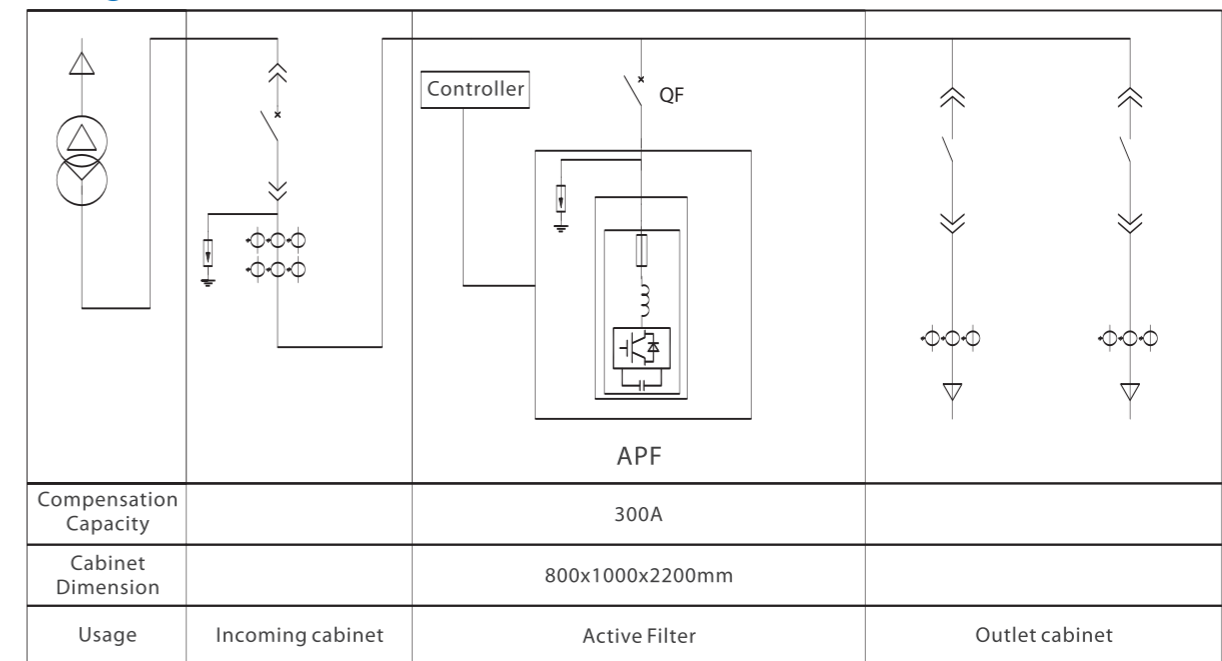 Controller
QF
APF
Compensation
Capacity
300A
Cabinet
Dimension
800x1000x2200mm
Usage
Incoming cabinet
Active Filter
Outlet cabinet